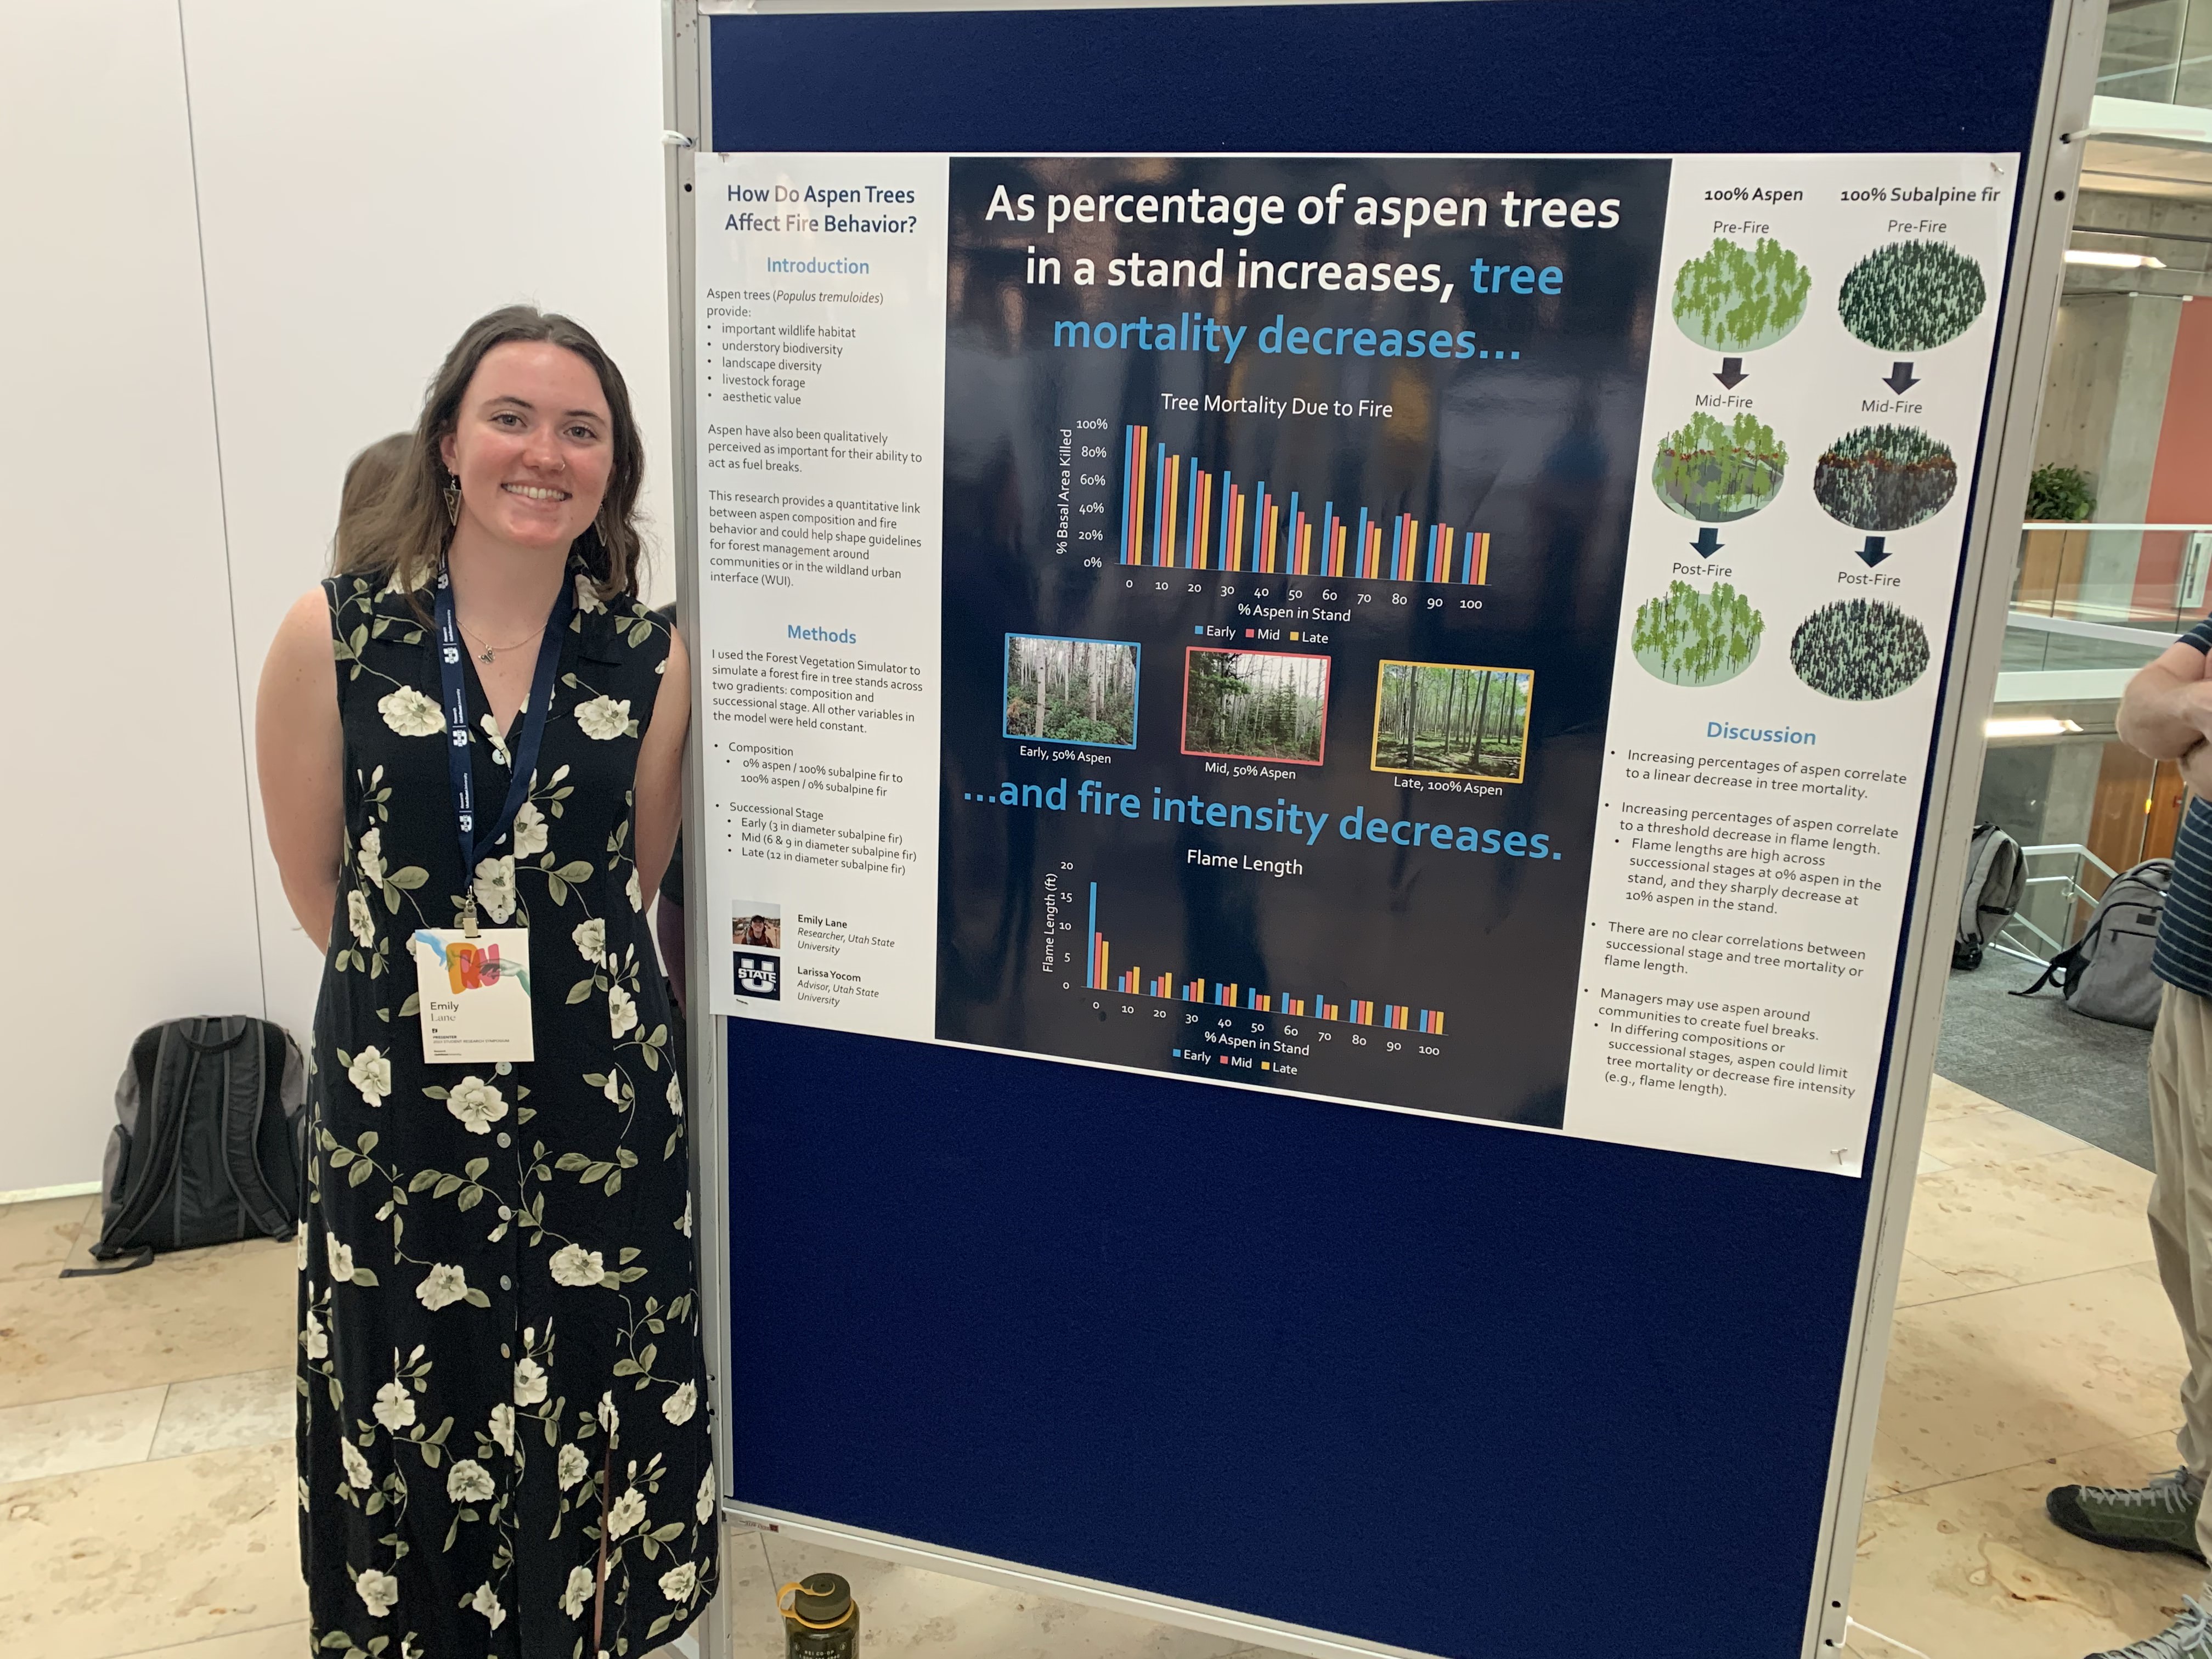 How Do Aspen Trees
Affect Fire Behavior?
Introduction
Aspen trees (Populus tremuloides)
provide:
• important wildlife habitat
• understory biodiversity
• landscape diversity
• livestock forage
• aesthetic value
Aspen have also been qualitatively
perceived as important for their ability to
act as fuel breaks.
This research provides a quantitative link
between aspen composition and fire
behavior and could help shape guidelines
for forest management around
communities or in the wildland urban
interface (WUI).
Methods
I used the Forest Vegetation Simulator to
simulate a forest fire in tree stands across
two gradients: composition and
successional stage. All other variables in
the model were held constant.
• Composition
• 0% aspen / 100% subalpine fir to
100% aspen / 0% subalpine fir
• Successional Stage
• Early (3 in diameter subalpine fir)
• Mid (6 & 9 in diameter subalpine fir)
• Late (12 in diameter subalpine fir)
Emily Lane
Researcher, Utah State
University
STATE
Larissa Yocom
Advisor, Utah State
University
As percentage of aspen trees
in a stand increases, tree
mortality decreases...
Tree Mortality Due to Fire
% Basal Area Killed
100%
80%
60%
40%
20%
0%
0 10 20 30 40 50 60 70 80 90 100
% Aspen in Stand
Early Mid Late
Early, 50% Aspen
Mid, 50% Aspen
Late, 100% Aspen
...and fire intensity decreases.
Flame Length
Flame Length (ft)
20
15
10
5
0
0 10 20 30 40 50 60 70 80 90 100
% Aspen in Stand
Early Mid Late
100% Aspen
Pre-Fire
Mid-Fire
Post-Fire
100% Subalpine fir
Pre-Fire
Mid-Fire
Post-Fire
Discussion
• Increasing percentages of aspen correlate
to a linear decrease in tree mortality.
• Increasing percentages of aspen correlate
to a threshold decrease in flame length.
• Flame lengths are high across
successional stages at 0% aspen in the
stand, and they sharply decrease at
10% aspen in the stand.
• There are no clear correlations between
successional stage and tree mortality or
flame length.
• Managers may use aspen around
communities to create fuel breaks.
• In differing compositions or
successional stages, aspen could limit
tree mortality or decrease fire intensity
(e.g., flame length).
Emily
Lane
PRESENTER
STUDENT RESEARCH SYMPOSIUM